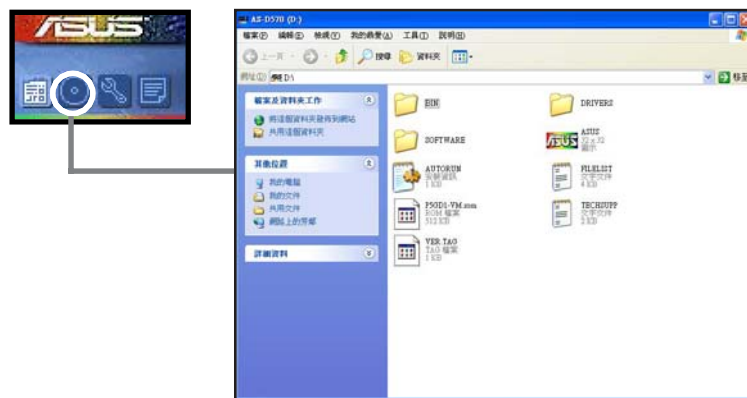 ASUS
AS-D570 (D:)
檔案(F) 編輯(E) 檢視(V) 我的最愛(A) 工具(T) 說明(H)
上一頁 搜尋 資料夾
網址(D) D:\ 移至
檔案及資料夾工作
將這個資料夾發佈到網站
共用這個資料夾
其他位置
我的電腦
我的文件
共用文件
網路上的芳鄰
詳細資料
BIN
DRIVERS
SOFTWARE
ASUS
32 x 32
圖示
AUTORUN
安裝資訊
1 KB
FILELIST
文字文件
4 KB
P5GD1-VM.rom
ROM 檔案
512 KB
TECHSUPP
文字文件
2 KB
VER.TAG
TAG 檔案
1 KB